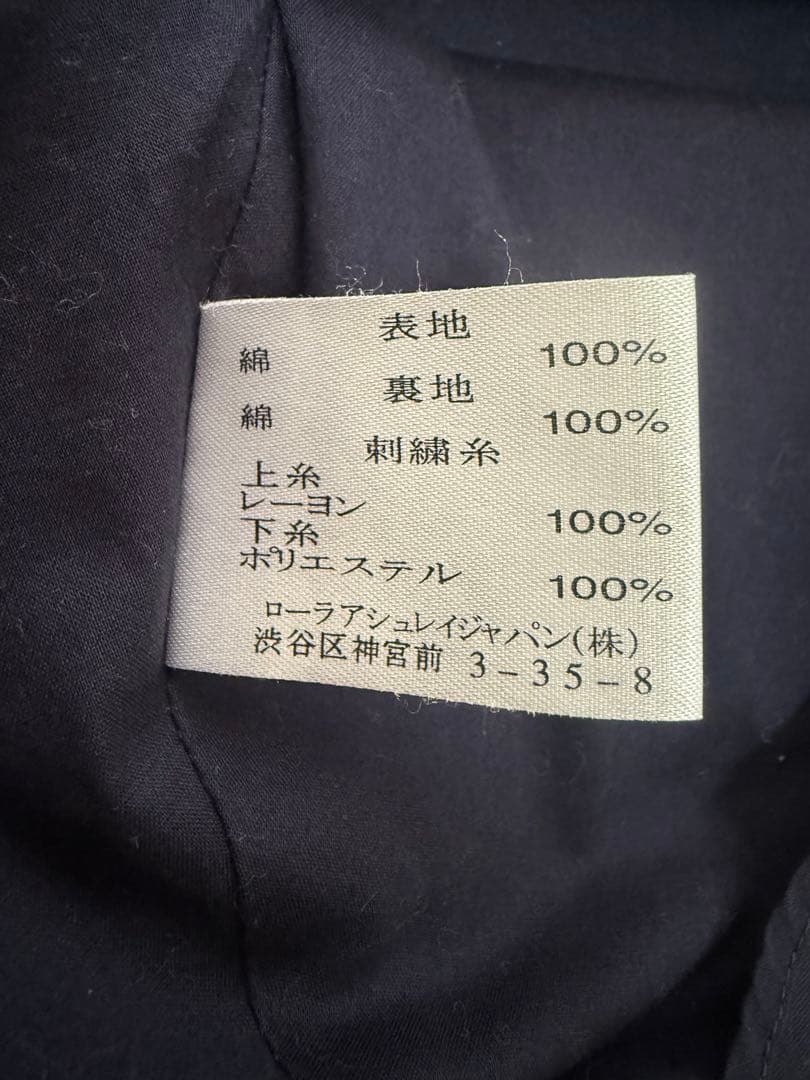 表地
綿 100%
裏地
綿 100%
刺繍糸
上糸
レーヨン 100%
下糸
ポリエステル 100%
ローラアシュレイジャパン(株)
渋谷区神宮前 3-35-8